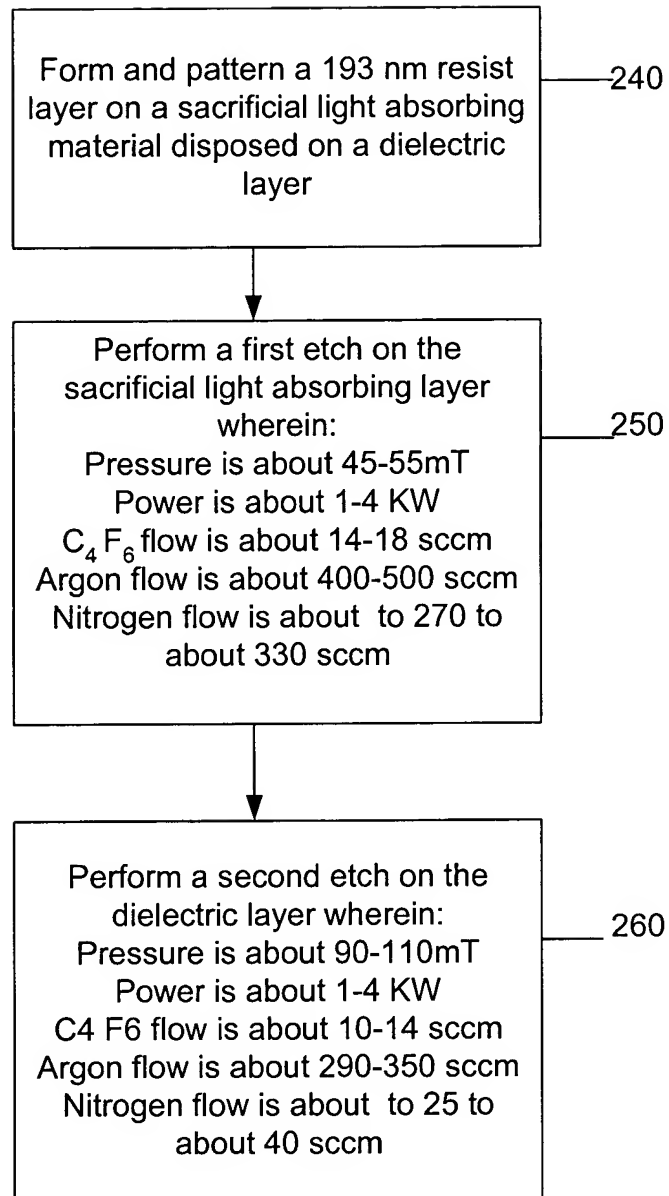 Form and pattern a 193 nm resist
layer on a sacrificial light absorbing
material disposed on a dielectric
layer
240
Perform a first etch on the
sacrificial light absorbing layer
wherein:
Pressure is about 45-55mT
Power is about 1-4 KW
C4 F6 flow is about 14-18 sccm
Argon flow is about 400-500 sccm
Nitrogen flow is about to 270 to
about 330 sccm
250
Perform a second etch on the
dielectric layer wherein:
Pressure is about 90-110mT
Power is about 1-4 KW
C4 F6 flow is about 10-14 sccm
Argon flow is about 290-350 sccm
Nitrogen flow is about to 25 to
about 40 sccm
260